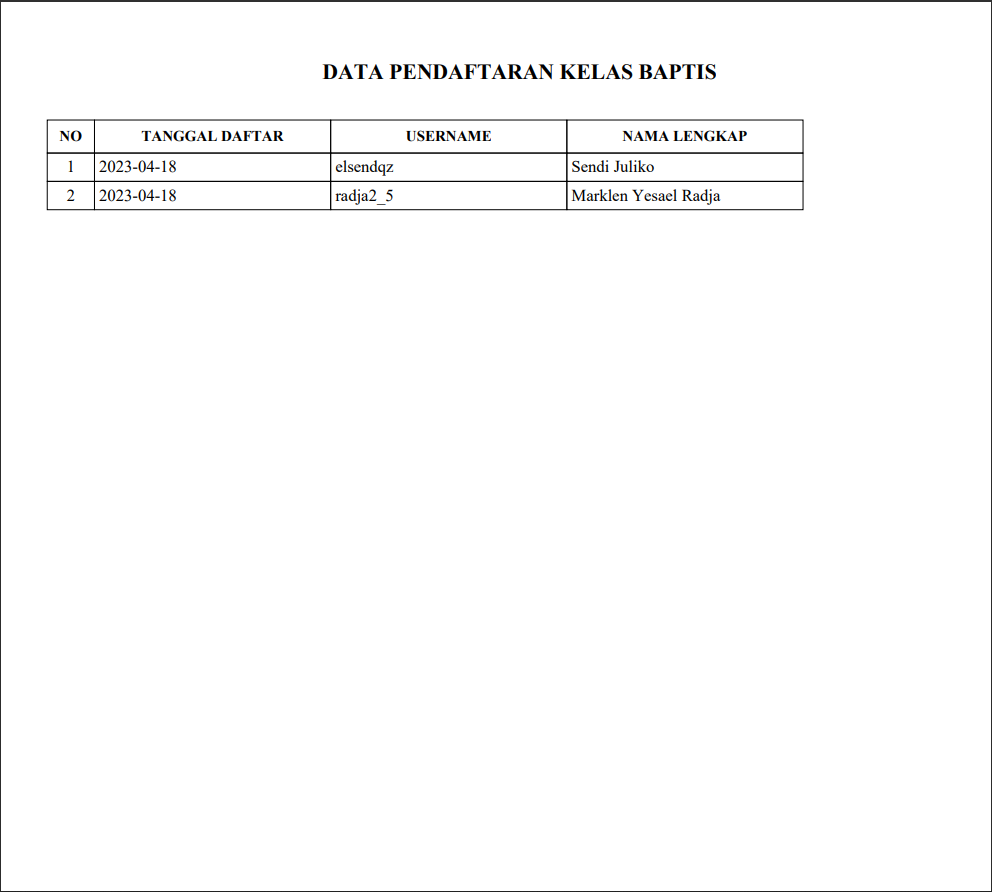 DATA PENDAFTARAN KELAS BAPTIS
NO TANGGAL DAFTAR USERNAME NAMA LENGKAP
1 2023-04-18 elsendqz Sendi Juliko
2 2023-04-18 radja2_5 Marklen Yesael Radja